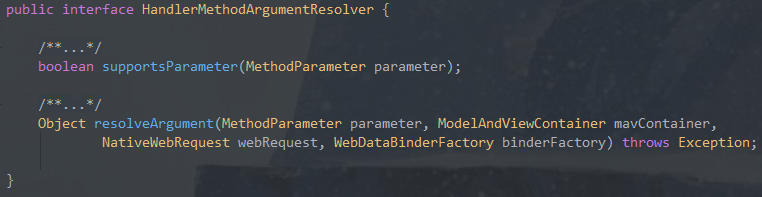 public interface HandlerMethodArgumentResolver {
/**...*/
boolean supportsParameter(MethodParameter parameter);
/**...*/
Object resolveArgument(MethodParameter parameter, ModelAndViewContainer mavContainer,
NativeWebRequest webRequest, WebDataBinderFactory binderFactory) throws Exception;
}